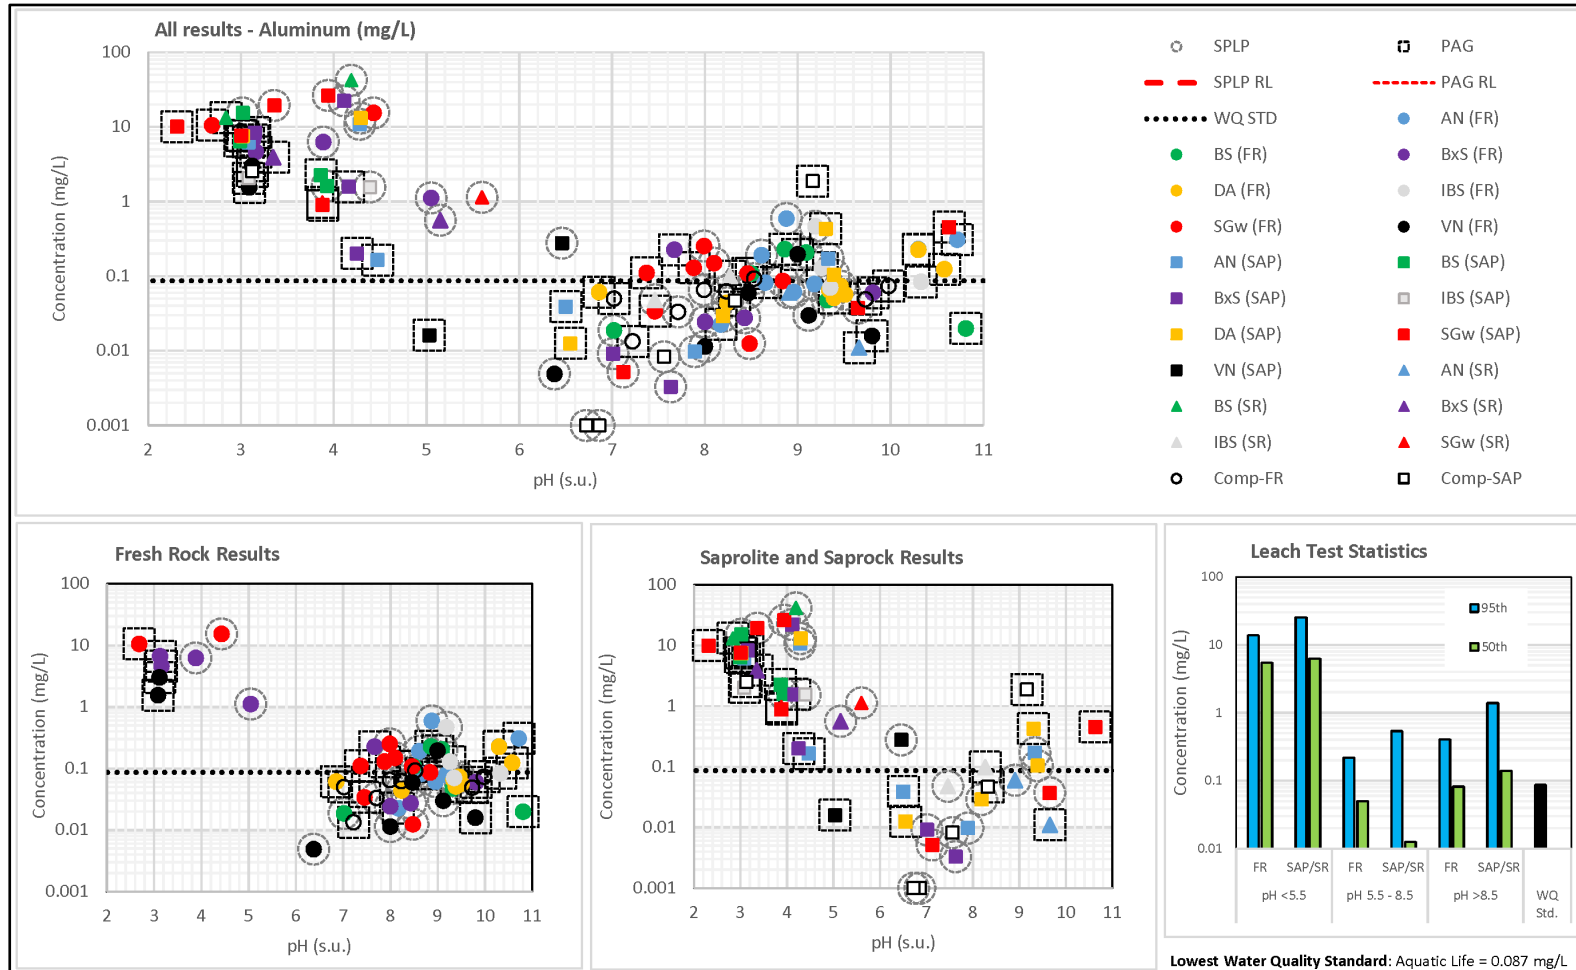 All results - Aluminum (mg/L)
100
10
1
0.1
0.01
0.001
Concentration (mg/L)
2 3 4 5 6 7 8 9 10 11
pH (s.u.)
SPLP PAG
SPLP RL PAG RL
WQ STD AN (FR)
BS (FR) BxS (FR)
DA (FR) IBS (FR)
SGw (FR) VN (FR)
AN (SAP) BS (SAP)
BxS (SAP) IBS (SAP)
DA (SAP) SGw (SAP)
VN (SAP) AN (SR)
BS (SR) BxS (SR)
IBS (SR) SGw (SR)
Comp-FR Comp-SAP
Fresh Rock Results
100
10
1
0.1
0.01
0.001
Concentration (mg/L)
2 3 4 5 6 7 8 9 10 11
pH (s.u.)
Saprolite and Saprock Results
100
10
1
0.1
0.01
0.001
Concentration (mg/L)
2 3 4 5 6 7 8 9 10 11
pH (s.u.)
Leach Test Statistics
100
10
1
0.1
0.01
Concentration (mg/L)
95th
50th
FR SAP/SR FR SAP/SR FR SAP/SR
pH <5.5 pH 5.5 - 8.5 pH >8.5 WQ
Std.
Lowest Water Quality Standard: Aquatic Life = 0.087 mg/L